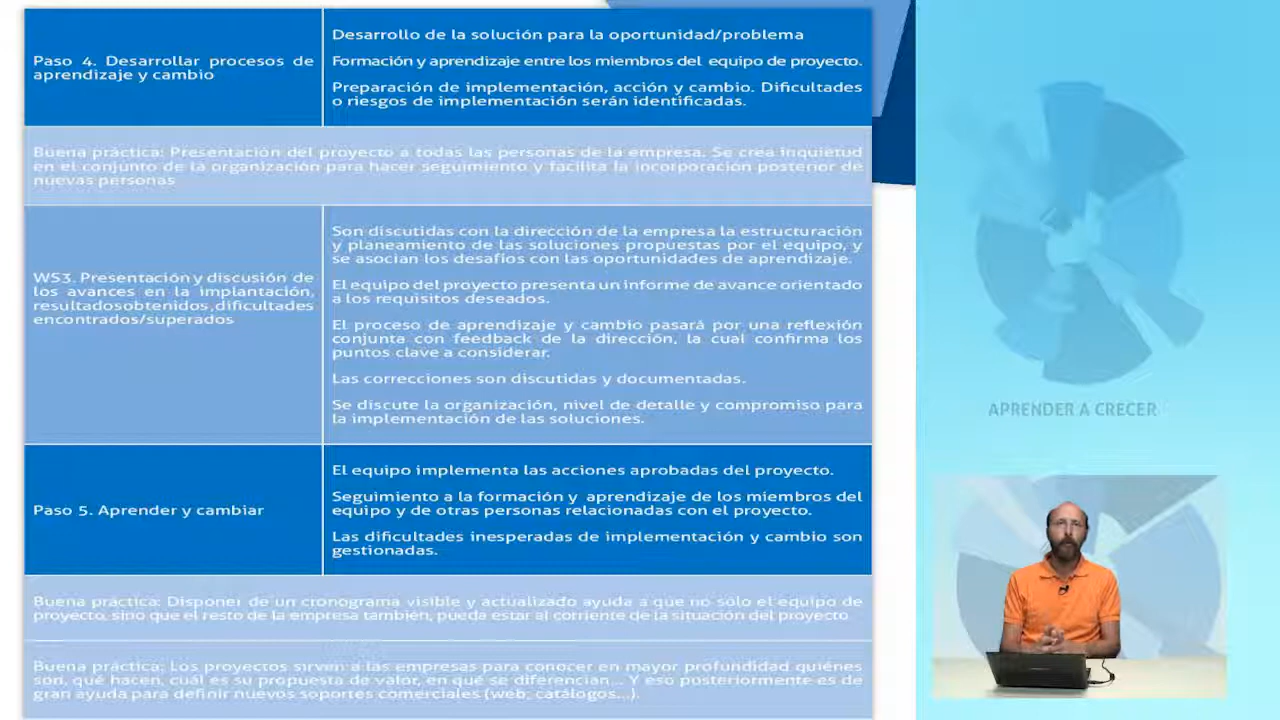 Paso 4. Desarrollar procesos de
aprendizaje y cambio
Desarrollo de la solución para la oportunidad/problema
Formación y aprendizaje entre los miembros del equipo de proyecto.
Preparación de implementación, acción y cambio. Dificultades
o riesgos de implementación serán identificadas.
Buena práctica: Presentación del proyecto a todas las personas de la empresa. Se crea inquietud
en el conjunto de la organización para hacer seguimiento y facilita la incorporación posterior de
nuevas personas
WS3. Presentación y discusión de
los avances en la implantación,
resultadosobtenidos,dificultades
encontrados/superados
Son discutidas con la dirección de la empresa la estructuración
y planeamiento de las soluciones propuestas por el equipo, y
se asocian los desafíos con las oportunidades de aprendizaje.
El equipo del proyecto presenta un informe de avance orientado
a los requisitos deseados.
El proceso de aprendizaje y cambio pasará por una reflexión
conjunta con feedback de la dirección, la cual confirma los
puntos clave a considerar.
Las correcciones son discutidas y documentadas.
Se discute la organización, nivel de detalle y compromiso para
la implementación de las soluciones.
Paso 5. Aprender y cambiar
El equipo implementa las acciones aprobadas del proyecto.
Seguimiento a la formación y aprendizaje de los miembros del
equipo y de otras personas relacionadas con el proyecto.
Las dificultades inesperadas de implementación y cambio son
gestionadas.
Buena práctica: Disponer de un cronograma visible y actualizado ayuda a que no sólo el equipo de
proyecto, sino que el resto de la empresa también, pueda estar al corriente de la situación del proyecto
Buena práctica: Los proyectos sirven a las empresas para conocer en mayor profundidad quiénes
son, qué hacen, cuál es su propuesta de valor, en qué se diferencian... Y eso posteriormente es de
gran ayuda para definir nuevos soportes comerciales (web, catálogos...).
APRENDER A CRECER